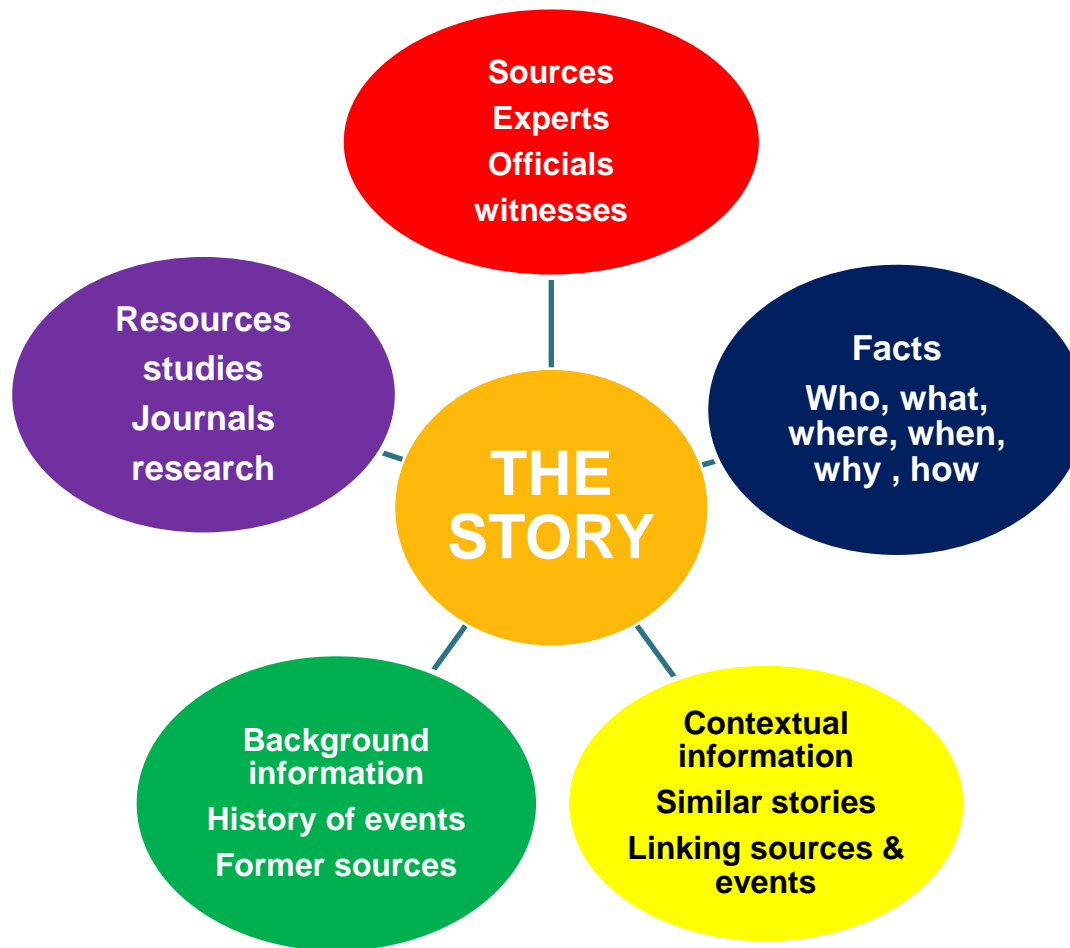 Sources
Experts
Officials
witnesses
Resources
studies
Journals
research
Facts
Who, what,
where, when,
why , how
THE
STORY
Background
information
History of events
Former sources
Contextual
information
Similar stories
Linking sources &
events